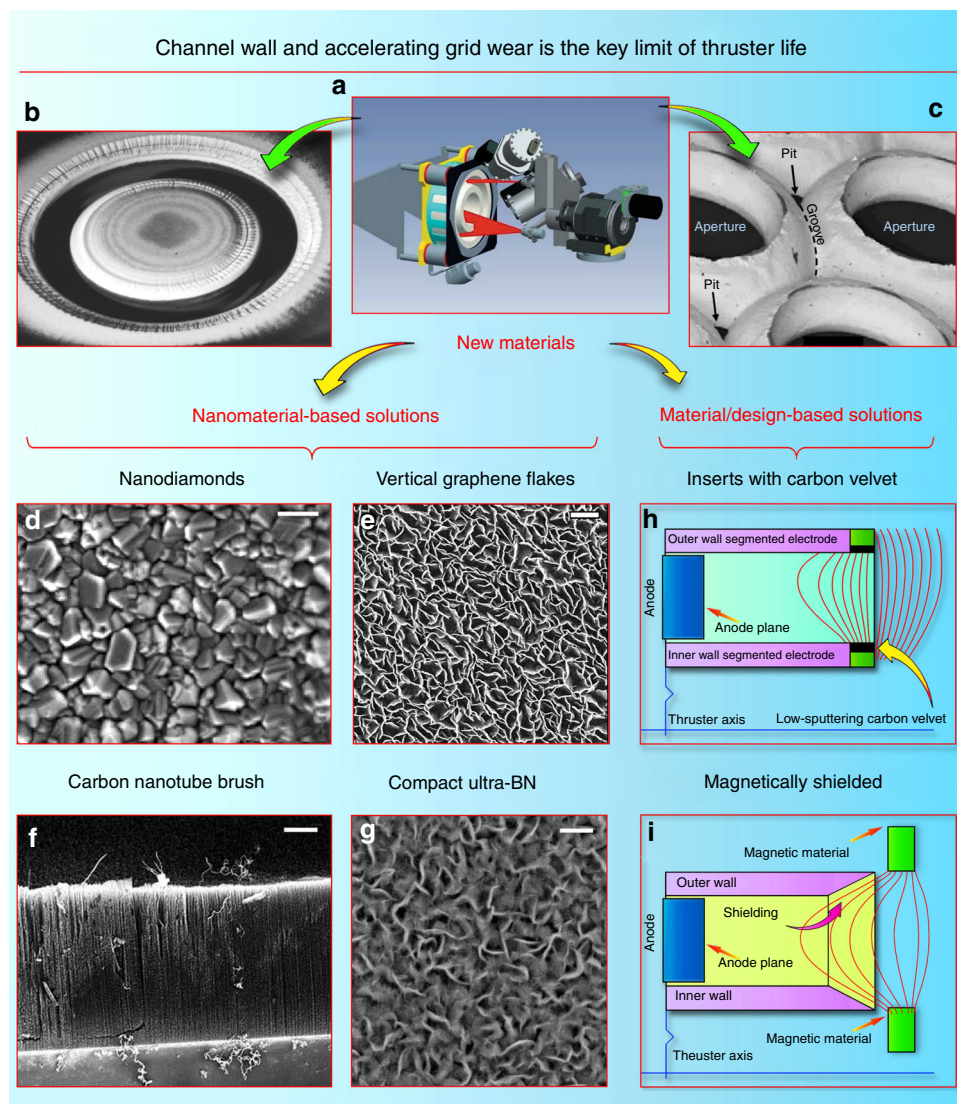 Channel wall and accelerating grid wear is the key limit of thruster life
a
b
c
Pit
Groove
Aperture
Aperture
Pit
New materials
Nanomaterial-based solutions
Material/design-based solutions
Nanodiamonds
Vertical graphene flakes
Inserts with carbon velvet
d
e
h
Outer wall segmented electrode
Anode
Anode plane
Inner wall segmented electrode
Thruster axis
Low-sputtering carbon velvet
Carbon nanotube brush
Compact ultra-BN
Magnetically shielded
f
g
i
Magnetic material
Outer wall
Shielding
Anode
Anode plane
Inner wall
Magnetic material
Theuster axis